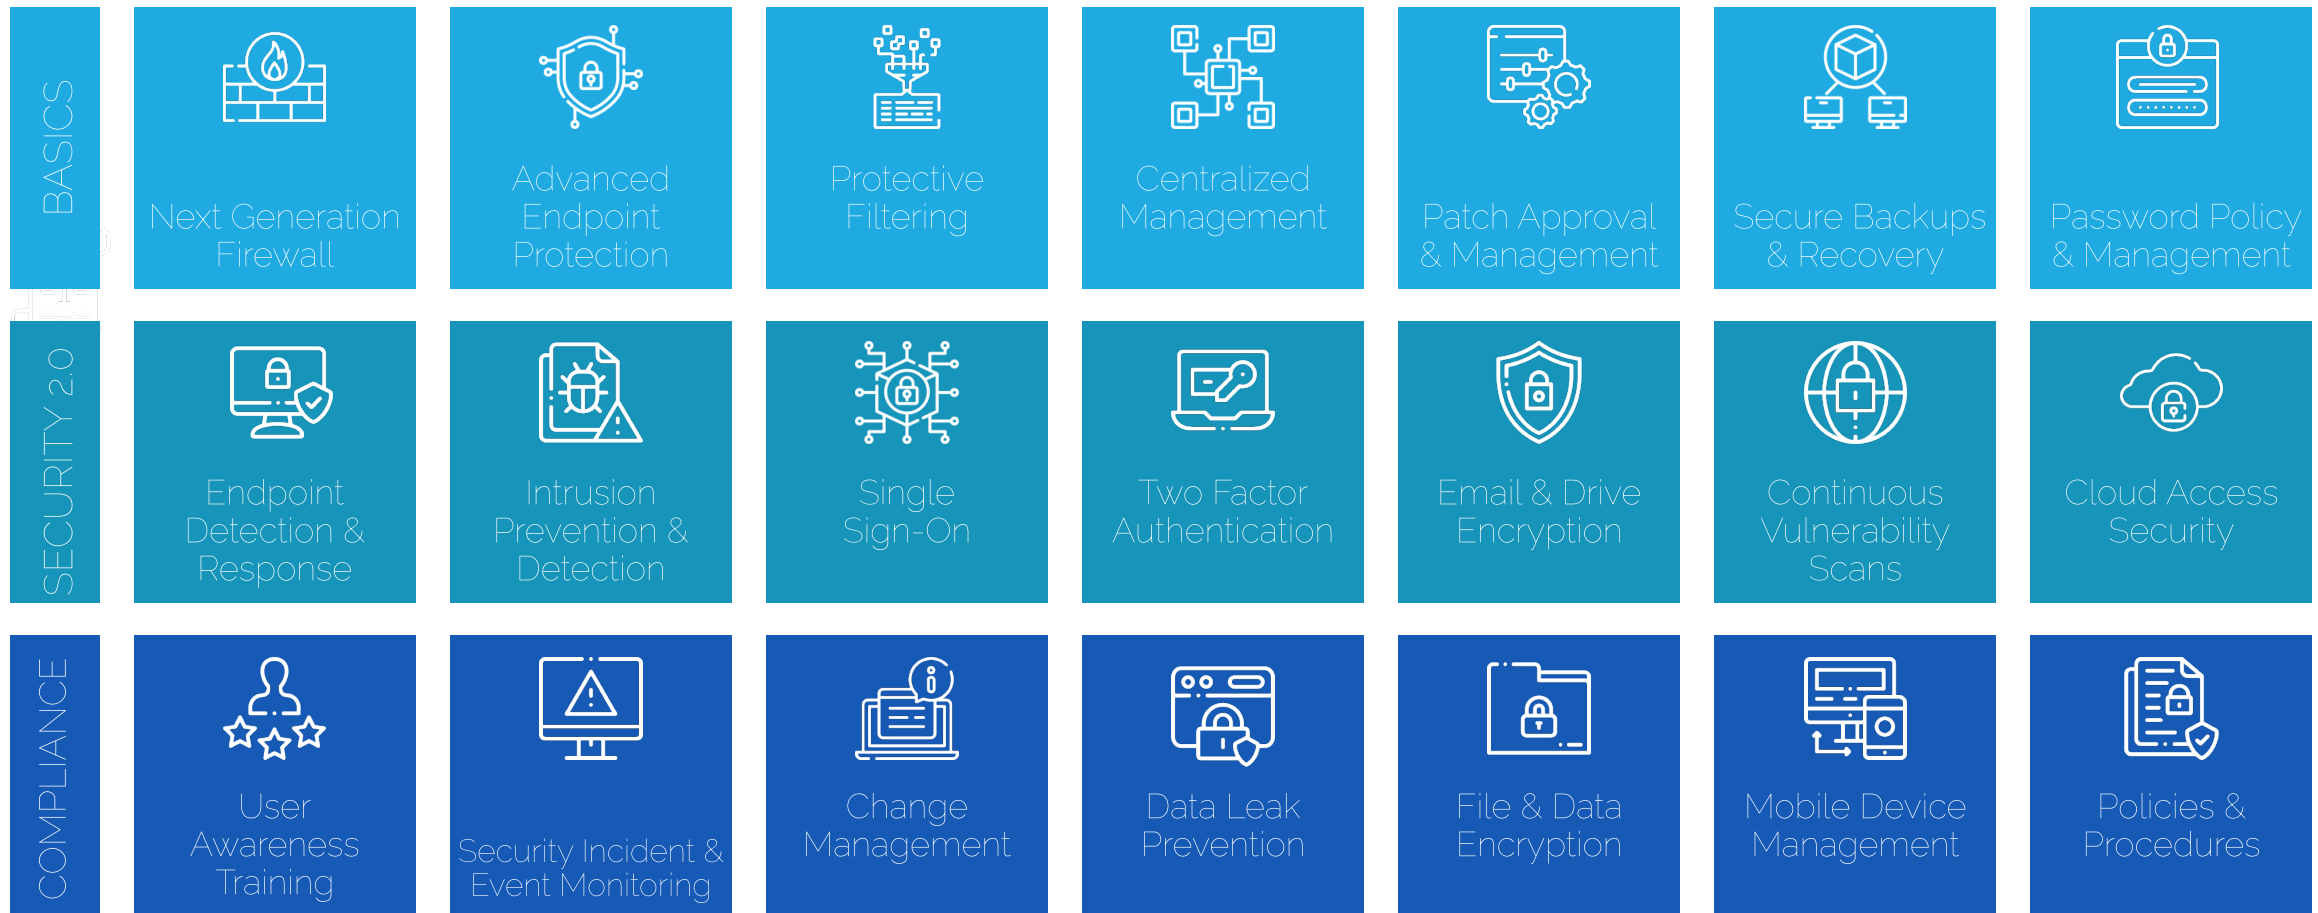 BASICS
Next Generation
Firewall
Advanced
Endpoint
Protection
Protective
Filtering
Centralized
Management
Patch Approval
& Management
Secure Backups
& Recovery
Password Policy
& Management
SECURITY 2.0
Endpoint
Detection &
Response
Intrusion
Prevention &
Detection
Single
Sign-On
Two Factor
Authentication
Email & Drive
Encryption
Continuous
Vulnerability
Scans
Cloud Access
Security
COMPLIANCE
User
Awareness
Training
Security Incident &
Event Monitoring
Change
Management
Data Leak
Prevention
File & Data
Encryption
Mobile Device
Management
Policies &
Procedures